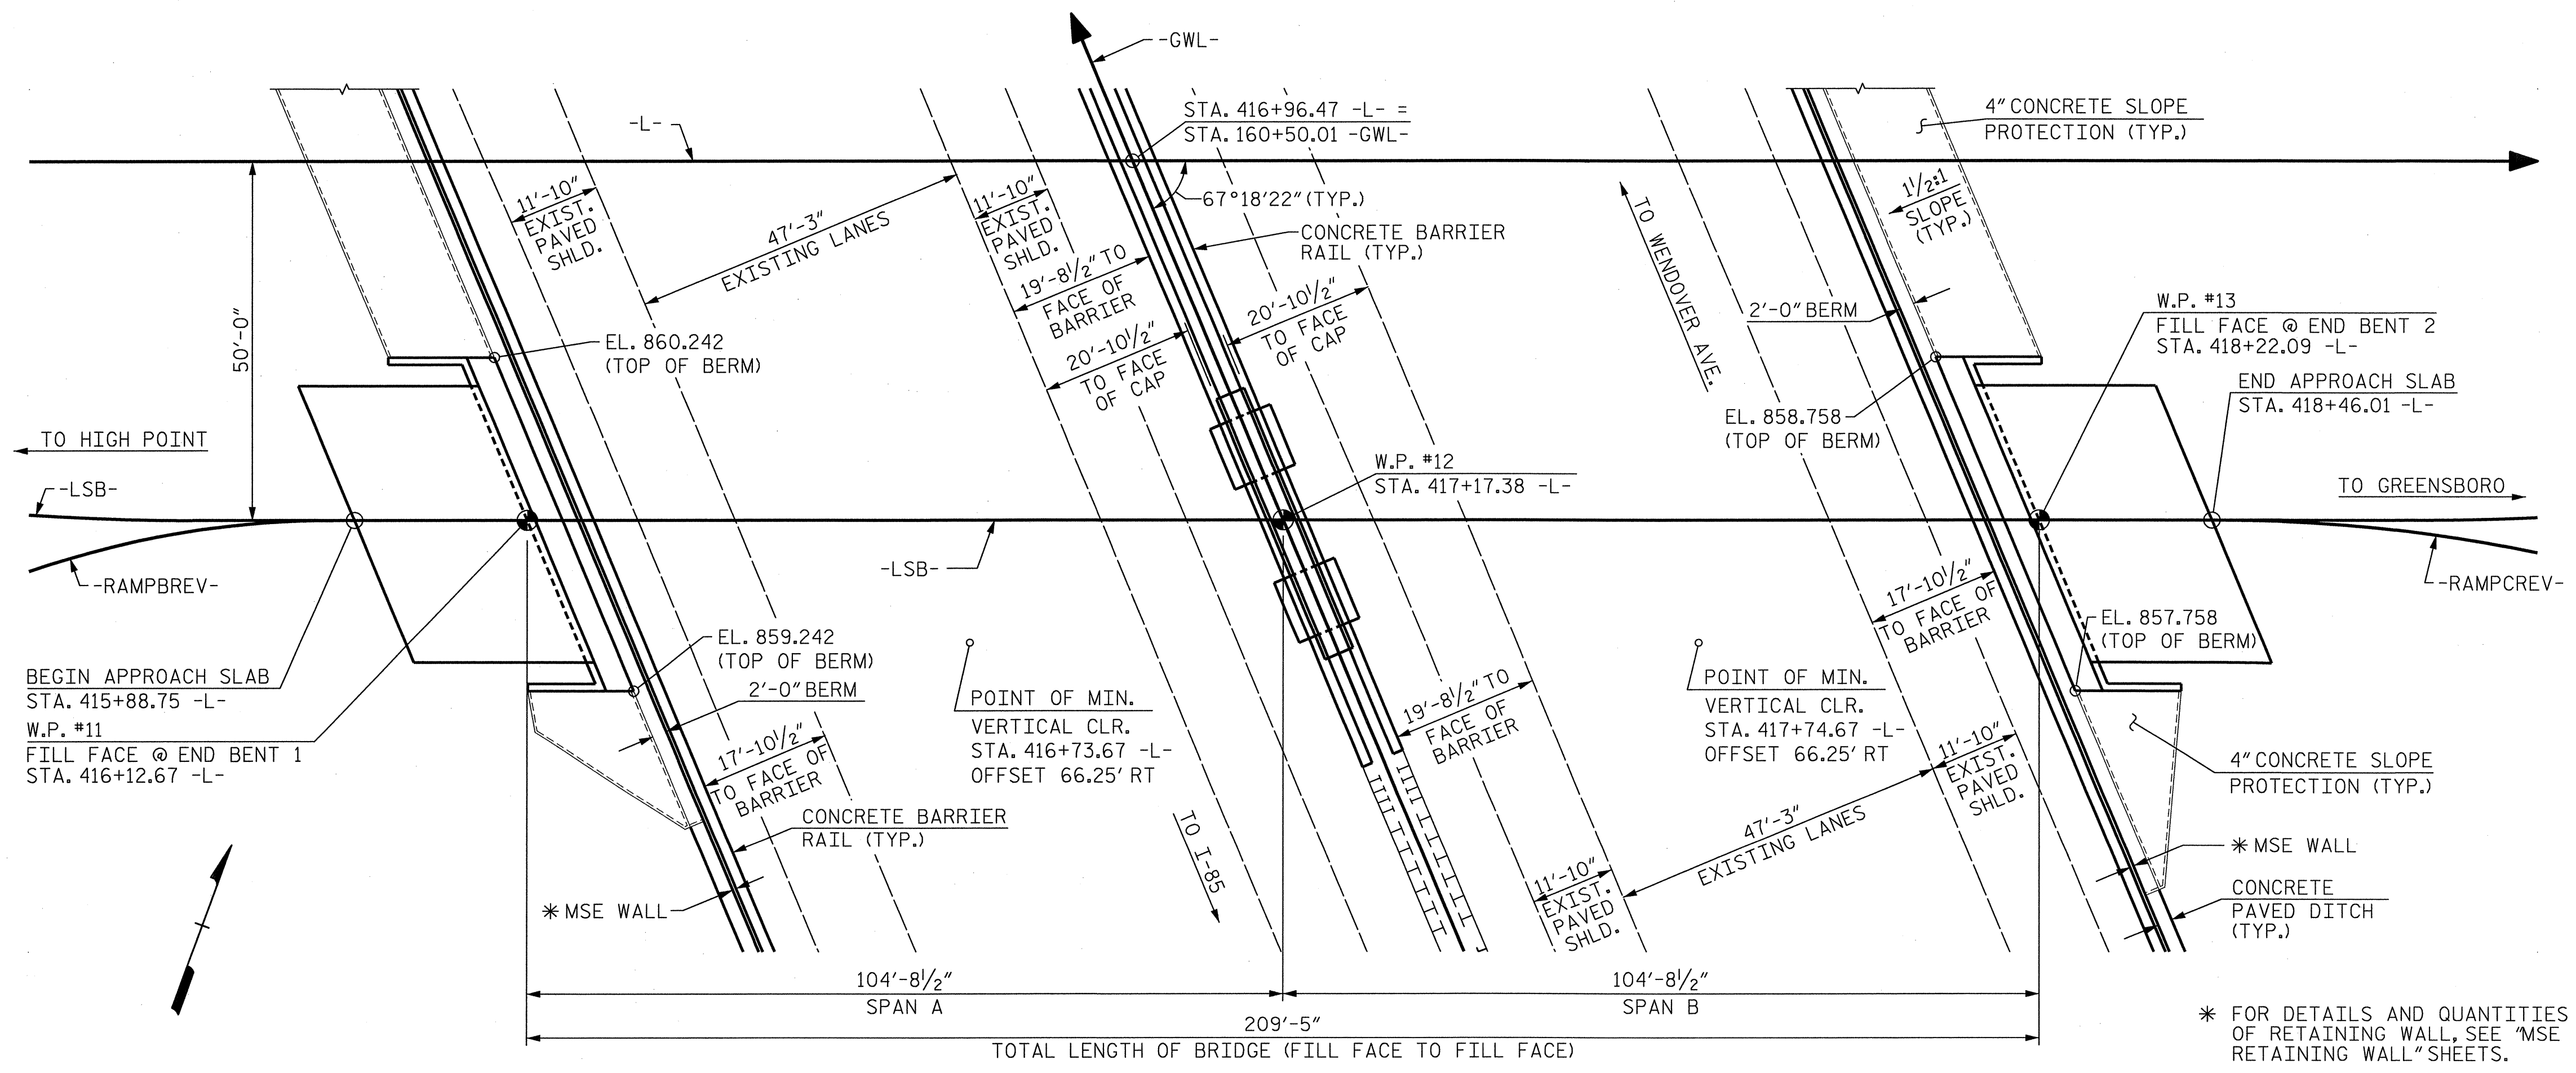 -GWL-
STA. 416+96.47 -L- =
STA. 160+50.01 -GWL-
-L-
4" CONCRETE SLOPE
PROTECTION (TYP.)
67°18'22" (TYP.)
11'-10"
EXIST.
PAVED
SHLD.
47'-3"
EXISTING LANES
11'-10"
EXIST.
PAVED
SHLD.
CONCRETE BARRIER
RAIL (TYP.)
TO WENDOVER AVE.
1 1/2:1
SLOPE
(TYP.)
19'-8 1/2" TO
FACE OF
BARRIER
20'-10 1/2"
TO FACE
OF CAP
20'-10 1/2"
TO FACE
OF CAP
2'-0" BERM
W.P. #13
FILL FACE @ END BENT 2
STA. 418+22.09 -L-
50'-0"
EL. 860.242
(TOP OF BERM)
END APPROACH SLAB
STA. 418+46.01 -L-
EL. 858.758
(TOP OF BERM)
TO HIGH POINT
W.P. #12
STA. 417+17.38 -L-
TO GREENSBORO
-LSB-
-LSB-
-RAMPBREV-
-RAMPCREV-
17'-10 1/2"
TO FACE OF
BARRIER
EL. 859.242
(TOP OF BERM)
EL. 857.758
(TOP OF BERM)
BEGIN APPROACH SLAB
STA. 415+88.75 -L-
W.P. #11
FILL FACE @ END BENT 1
STA. 416+12.67 -L-
2'-0" BERM
POINT OF MIN.
VERTICAL CLR.
STA. 416+73.67 -L-
OFFSET 66.25' RT
19'-8 1/2" TO
FACE OF
BARRIER
POINT OF MIN.
VERTICAL CLR.
STA. 417+74.67 -L-
OFFSET 66.25' RT
17'-10 1/2"
TO FACE OF
BARRIER
11'-10"
EXIST.
PAVED
SHLD.
4" CONCRETE SLOPE
PROTECTION (TYP.)
CONCRETE BARRIER
RAIL (TYP.)
TO I-85
47'-3"
EXISTING LANES
11'-10"
EXIST.
PAVED
SHLD.
* MSE WALL
* MSE WALL
CONCRETE
PAVED DITCH
(TYP.)
104'-8 1/2"
SPAN A
104'-8 1/2"
SPAN B
209'-5"
TOTAL LENGTH OF BRIDGE (FILL FACE TO FILL FACE)
* FOR DETAILS AND QUANTITIES
OF RETAINING WALL, SEE "MSE
RETAINING WALL" SHEETS.